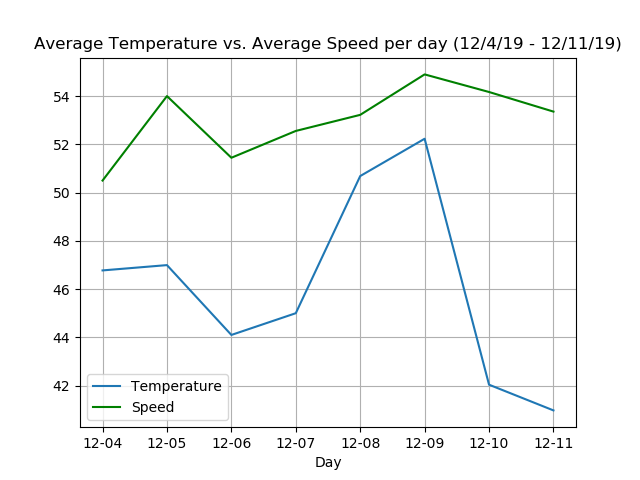 Average Temperature vs. Average Speed per day (12/4/19 - 12/11/19)
54
52
50
48
46
44
42
Temperature
Speed
12-04 12-05 12-06 12-07 12-08 12-09 12-10 12-11
Day